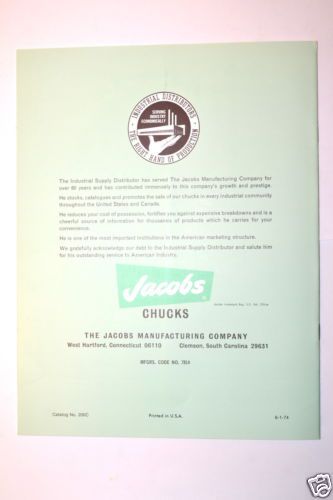 INDUSTRIAL DISTRIBUTORS
SERVING
INDUSTRY
ECONOMICALLY
THE RIGHT HAND OF PRODUCTION
The Industrial Supply Distributor has served The Jacobs Manufacturing Company for
over 60 years and has contributed immensely to this company's growth and prestige.
He stocks, catalogues and promotes the sale of our chucks in every industrial community
throughout the United States and Canada.
He reduces your cost of possession, fortifies you against expensive breakdowns and is a
cheerful source of information for thousands of products which he carries for your
convenience.
He is one of the most important institutions in the American marketing structure.
We gratefully acknowledge our debt to the Industrial Supply Distributor and salute him
for his outstanding service to American Industry.
Jacobs
CHUCKS
THE JACOBS MANUFACTURING COMPANY
West Hartford, Connecticut 06110 Clemson, South Carolina 29631
MFGRS. CODE NO. 7814
Catalog No. Printed in U.S.A. 6-1-74
ebay